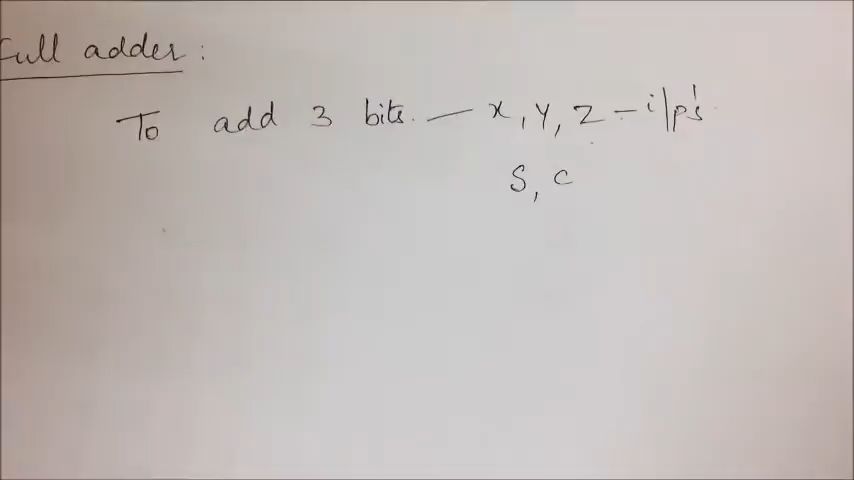 Full adder :
To add 3 bits. — x, y, z – i/p's
S, C